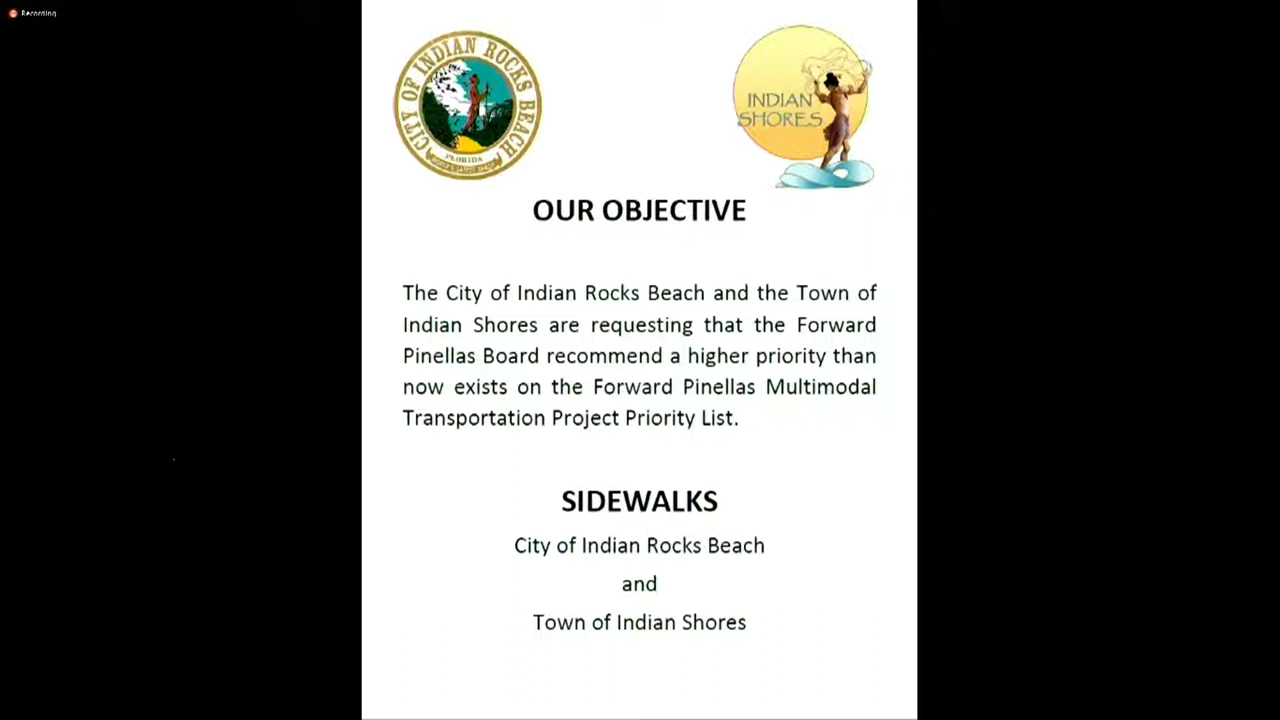 Recording
CITY OF INDIAN ROCKS BEACH
FLORIDA
INDIAN
SHORES
OUR OBJECTIVE
The City of Indian Rocks Beach and the Town of
Indian Shores are requesting that the Forward
Pinellas Board recommend a higher priority than
now exists on the Forward Pinellas Multimodal
Transportation Project Priority List.
SIDEWALKS
City of Indian Rocks Beach
and
Town of Indian Shores